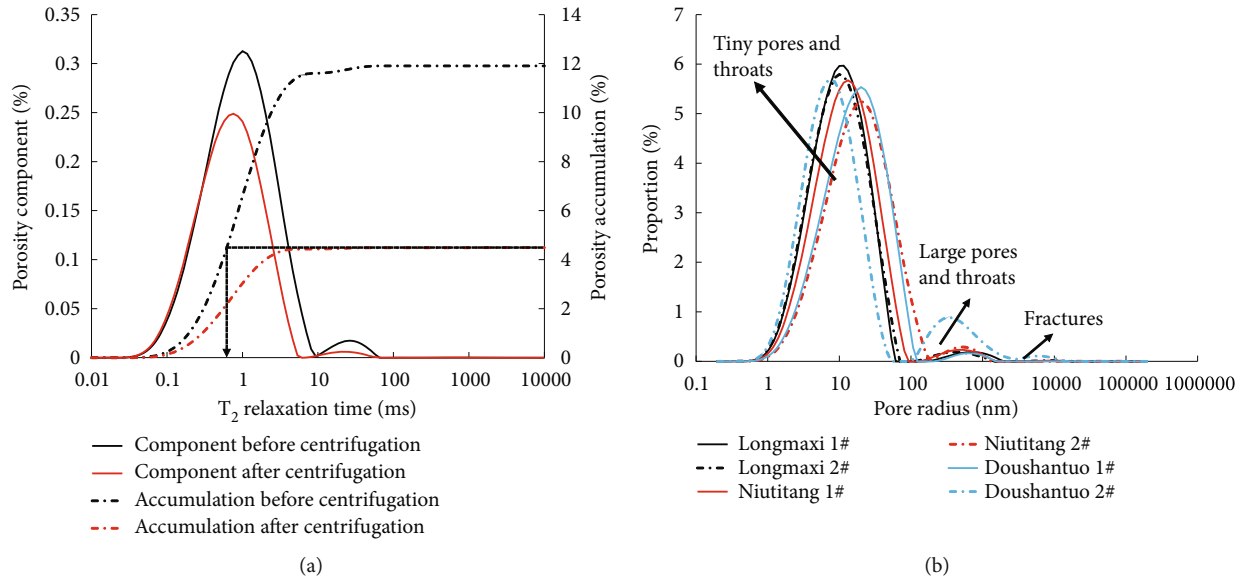 0.35
0.3
0.25
0.2
0.15
0.1
0.05
0
Porosity component (%)
14
12
10
8
6
4
2
0
Porosity accumulation (%)
0.01 0.1 1 10 100 1000 10000
T2 relaxation time (ms)
Component before centrifugation
Component after centrifugation
Accumulation before centrifugation
Accumulation after centrifugation
(a)
7
6
5
4
3
2
1
0
Proportion (%)
Tiny pores and
throats
Large pores
and throats
Fractures
0.1 1 10 100 1000 10000 100000 1000000
Pore radius (nm)
Longmaxi 1#
Longmaxi 2#
Niutitang 1#
Niutitang 2#
Doushantuo 1#
Doushantuo 2#
(b)